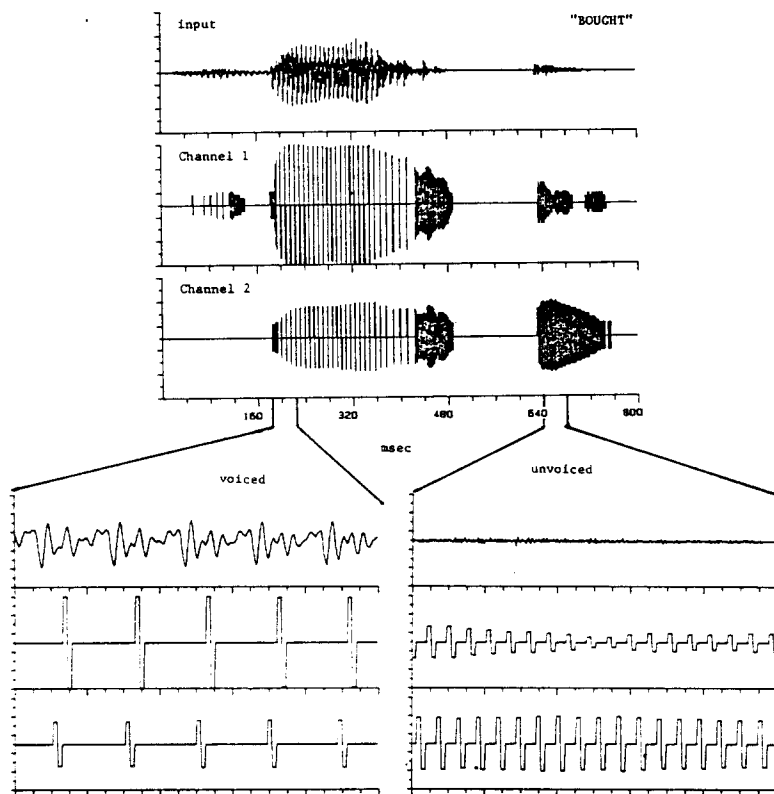 input "BOUGHT"
Channel 1
Channel 2
160 320 480 640 800
msec
voiced unvoiced